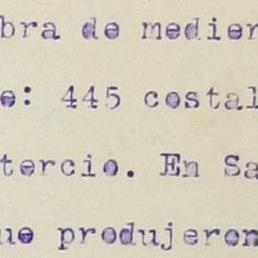 bra de medier
e: 445 costal
tercio. En Sa
ue produjeron